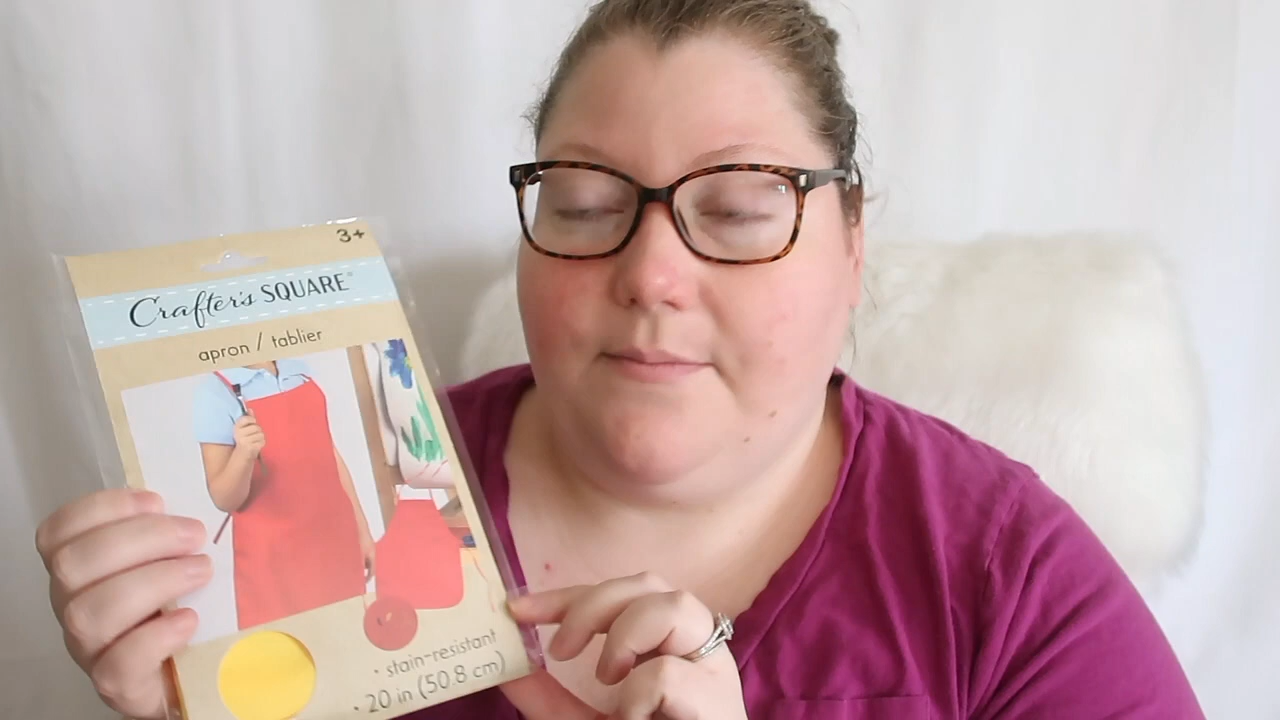 3+
Crafter's SQUARE®
apron / tablier
• stain-resistant
• 20 in (50.8 cm)